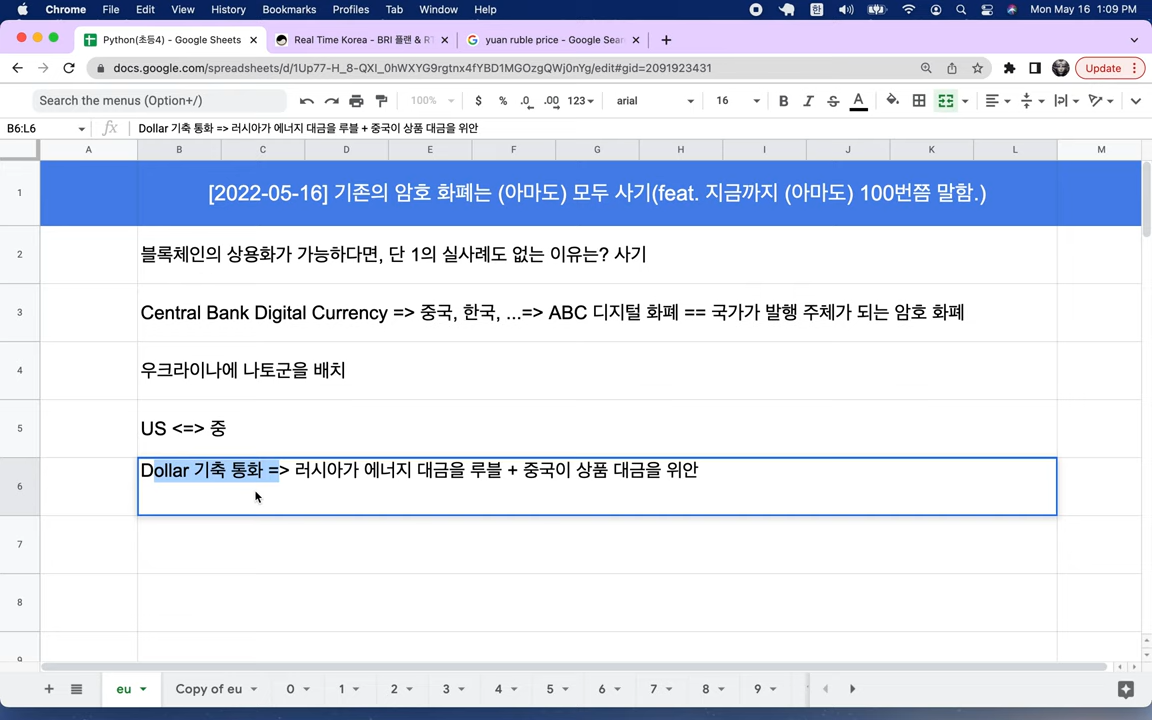 Chrome File Edit View History Bookmarks Profiles Tab Window Help 한 Mon May 16 1:09 PM
Python(초등4) - Google Sheets Real Time Korea - BRI 플랜 & RT yuan ruble price - Google Sear
docs.google.com/spreadsheets/d/1Up77-H_8-QXI_0hWXYG9rgtnx4fYBD1MGOzgQWj0nYg/edit#gid=2091923431 Update
Search the menus (Option+/) 100% $ % .0 .00 123 arial 16 B I S A
B6:L6 fx Dollar 기축 통화 => 러시아가 에너지 대금을 루블 + 중국이 상품 대금을 위안
A B C D E F G H I J K L M
1 [2022-05-16] 기존의 암호 화폐는 (아마도) 모두 사기(feat. 지금까지 (아마도) 100번쯤 말함.)
2 블록체인의 상용화가 가능하다면, 단 1의 실사례도 없는 이유는? 사기
3 Central Bank Digital Currency => 중국, 한국, ...=> ABC 디지털 화폐 == 국가가 발행 주체가 되는 암호 화폐
4 우크라이나에 나토군을 배치
5 US <=> 중
6 Dollar 기축 통화 => 러시아가 에너지 대금을 루블 + 중국이 상품 대금을 위안
7
8
9
eu Copy of eu 0 1 2 3 4 5 6 7 8 9